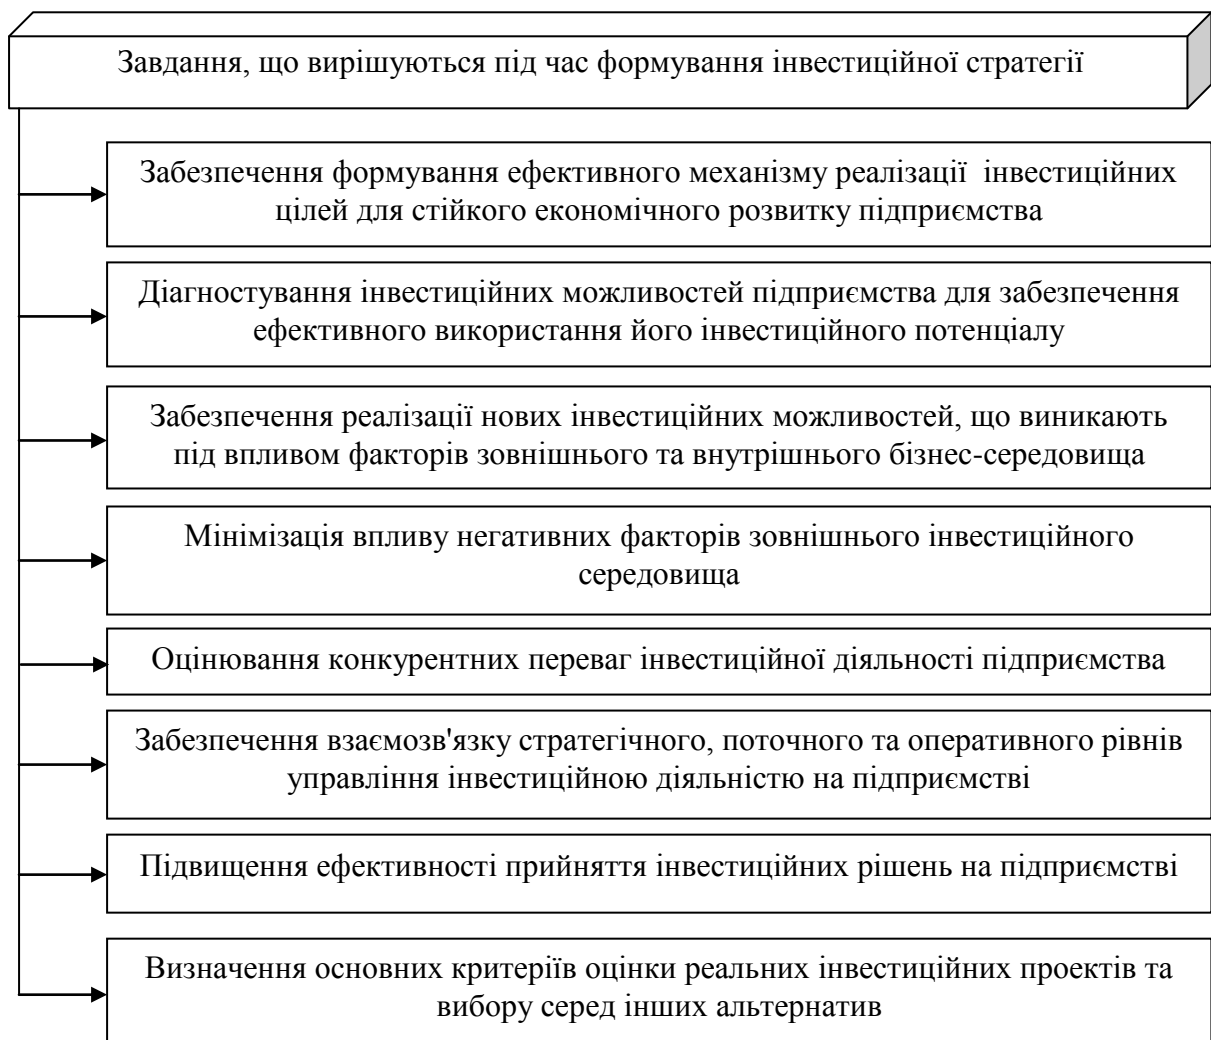 Завдання, що вирішуються під час формування інвестиційної стратегії
Забезпечення формування ефективного механізму реалізації інвестиційних
цілей для стійкого економічного розвитку підприємства
Діагностування інвестиційних можливостей підприємства для забезпечення
ефективного використання його інвестиційного потенціалу
Забезпечення реалізації нових інвестиційних можливостей, що виникають
під впливом факторів зовнішнього та внутрішнього бізнес-середовища
Мінімізація впливу негативних факторів зовнішнього інвестиційного
середовища
Оцінювання конкурентних переваг інвестиційної діяльності підприємства
Забезпечення взаємозв'язку стратегічного, поточного та оперативного рівнів
управління інвестиційною діяльністю на підприємстві
Підвищення ефективності прийняття інвестиційних рішень на підприємстві
Визначення основних критеріїв оцінки реальних інвестиційних проектів та
вибору серед інших альтернатив